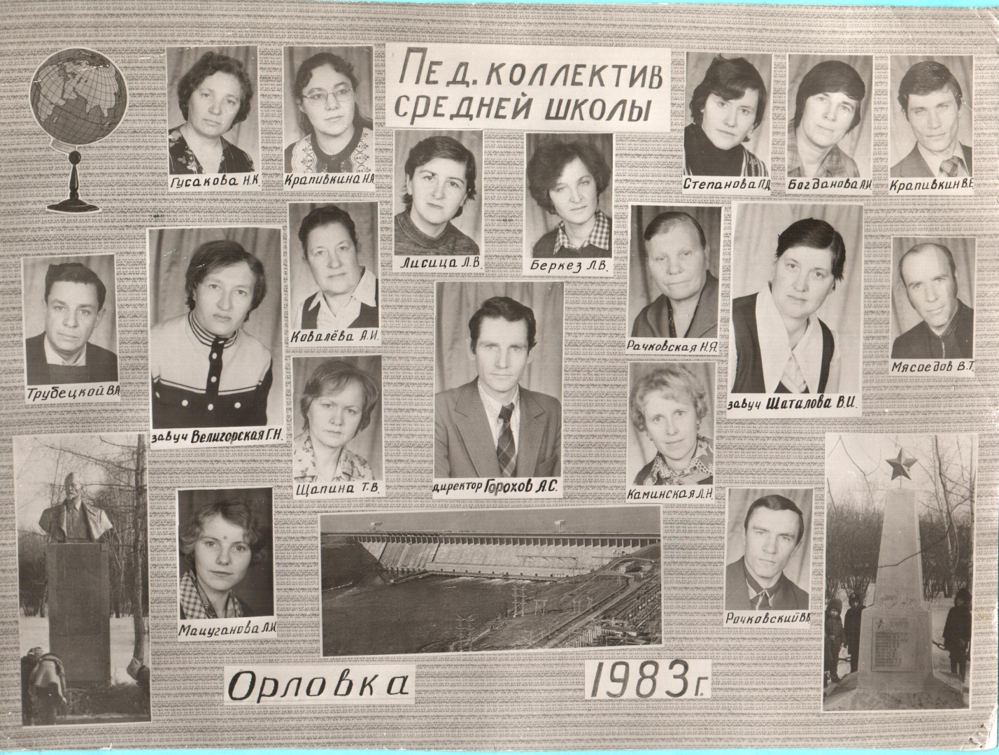 Пед. коллектив
средней школы
Гусакова Н.К.
Крапивкина Н.А.
Лисица Л.В.
Беркез Л.В.
Степанова П.Д.
Богданова А.И.
Крапивкин В.Е.
Трубецкой В.А.
завуч Велигорская Г.Н.
Ковалёва А.И.
Щапина Т.В.
директор Горохов А.С.
Рачковская Н.Я.
Каминская Л.Н.
завуч Шаталова В.И.
Мясоедов В.Т.
Мацуганова Л.И.
Рачковский В.В.
Орловка
1983 г.